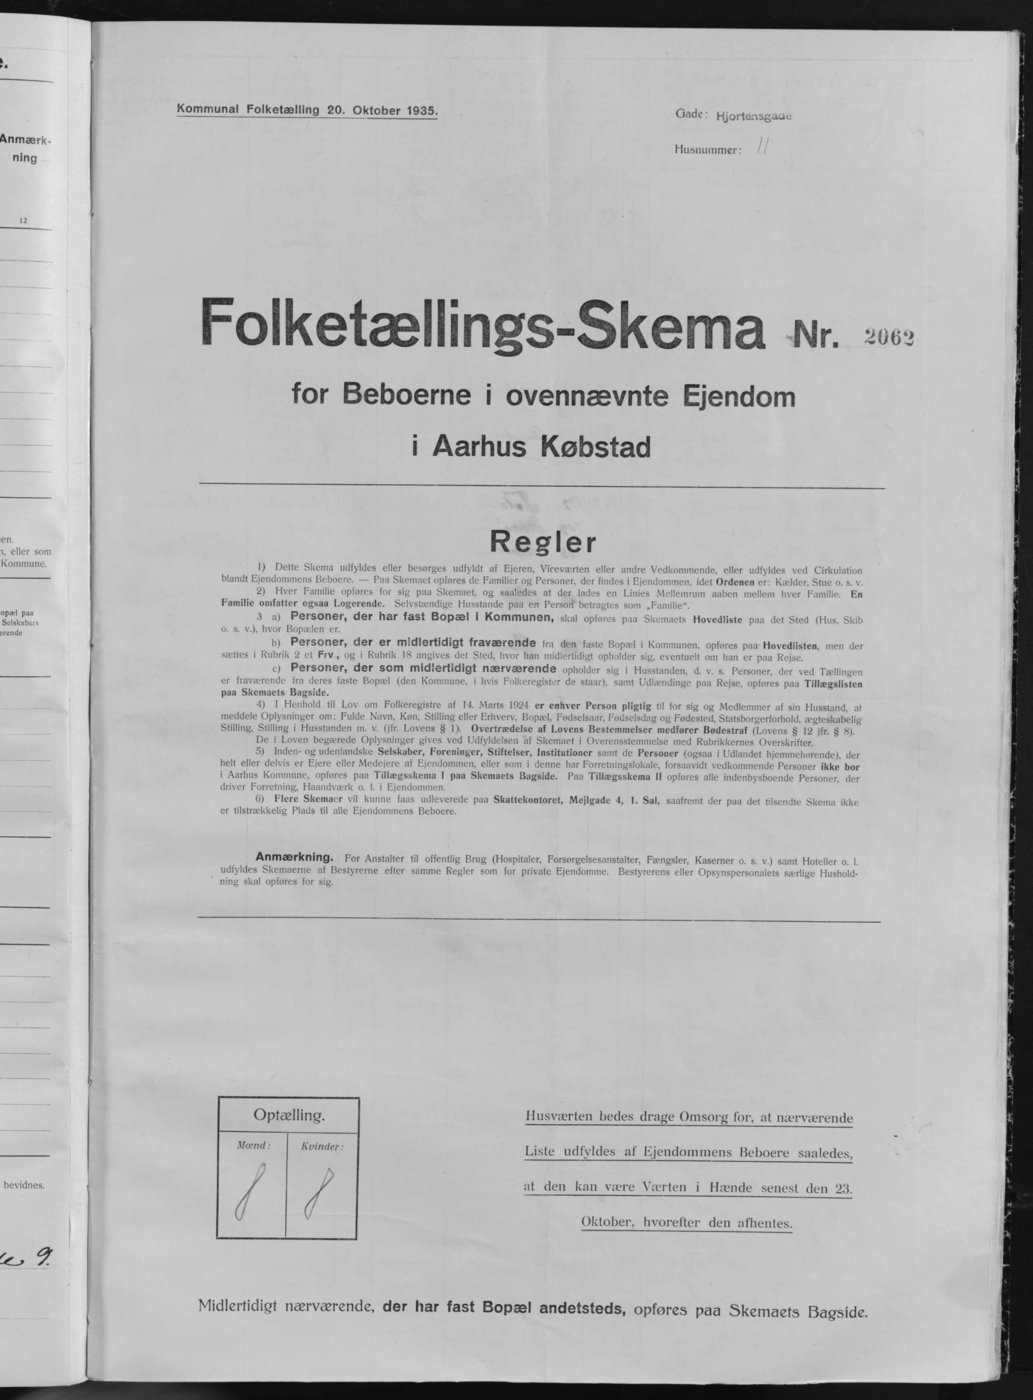 e.
Anmærk-
ning
12
en.
n, eller som
Kommune.
opæl paa
Selskabers
erende
bevidnes.
9.
Kommunal Folketælling 20. Oktober 1935.
Gade: Hjortensgade
Husnummer: 11
Folketællings-Skema Nr. 2062
for Beboerne i ovennævnte Ejendom
i Aarhus Købstad
Regler
1) Dette Skema udfyldes eller besørges udfyldt af Ejeren, Viceværten eller andre Vedkommende, eller udfyldes ved Cirkulation
blandt Ejendommens Beboere. — Paa Skemaet opføres de Familier og Personer, der findes i Ejendommen, idet Ordenen er: Kælder, Stue o. s. v.
2) Hver Familie opføres for sig paa Skemaet, og saaledes at der lades en Linies Mellemrum aaben mellem hver Familie. En
Familie omfatter ogsaa Logerende. Selvstændige Husstande paa en Person betragtes som „Familie“.
3 a) Personer, der har fast Bopæl i Kommunen, skal opføres paa Skemaets Hovedliste paa det Sted (Hus, Skib
o. s. v.), hvor Bopælen er.
b) Personer, der er midlertidigt fraværende fra den faste Bopæl i Kommunen, opføres paa Hovedlisten, men der
sættes i Rubrik 2 et Frv., og i Rubrik 18 angives det Sted, hvor han midlertidigt opholder sig, eventuelt om han er paa Rejse.
c) Personer, der som midlertidigt nærværende opholder sig i Husstanden, d. v. s. Personer, der ved Tællingen
er fraværende fra deres faste Bopæl (den Kommune, i hvis Folkeregister de staar), samt Udlændinge paa Rejse, opføres paa Tillægslisten
paa Skemaets Bagside.
4) I Henhold til Lov om Folkeregistre af 14. Marts 1924 er enhver Person pligtig til for sig og Medlemmer af sin Husstand, at
meddele Oplysninger om: Fulde Navn, Køn, Stilling eller Erhverv, Bopæl, Fødselsaar, Fødselsdag og Fødested, Statsborgerforhold, ægteskabelig
Stilling, Stilling i Husstanden m. v. (jfr. Lovens § 1). Overtrædelse af Lovens Bestemmelser medfører Bødestraf (Lovens § 12 jfr. § 8).
De i Loven begærede Oplysninger gives ved Udfyldelsen af Skemaet i Overensstemmelse med Rubrikkernes Overskrifter.
5) Inden- og udenlandske Selskaber, Foreninger, Stiftelser, Institutioner samt de Personer (ogsaa i Udlandet hjemmehørende), der
helt eller delvis er Ejere eller Medejere af Ejendommen, eller som i denne har Forretningslokale, forsaavidt vedkommende Personer ikke bor
i Aarhus Kommune, opføres paa Tillægsskema I paa Skemaets Bagside. Paa Tillægsskema II opføres alle indenbysboende Personer, der
driver Forretning, Haandværk o. l. i Ejendommen.
6) Flere Skemaer vil kunne faas udleverede paa Skattekontoret, Mejlgade 4, 1. Sal, saafremt der paa det tilsendte Skema ikke
er tilstrækkelig Plads til alle Ejendommens Beboere.
Anmærkning. For Anstalter til offentlig Brug (Hospitaler, Forsørgelsesanstalter, Fængsler, Kaserner o. s. v.) samt Hoteller o. l.
udfyldes Skemaerne af Bestyrerne efter samme Regler som for private Ejendomme. Bestyrerens eller Opsynspersonalets særlige Hushold-
ning skal opføres for sig.
Optælling.
Mænd: Kvinder:
8 8
Husværten bedes drage Omsorg for, at nærværende
Liste udfyldes af Ejendommens Beboere saaledes,
at den kan være Værten i Hænde senest den 23.
Oktober, hvorefter den afhentes.
Midlertidigt nærværende, der har fast Bopæl andetsteds, opføres paa Skemaets Bagside.